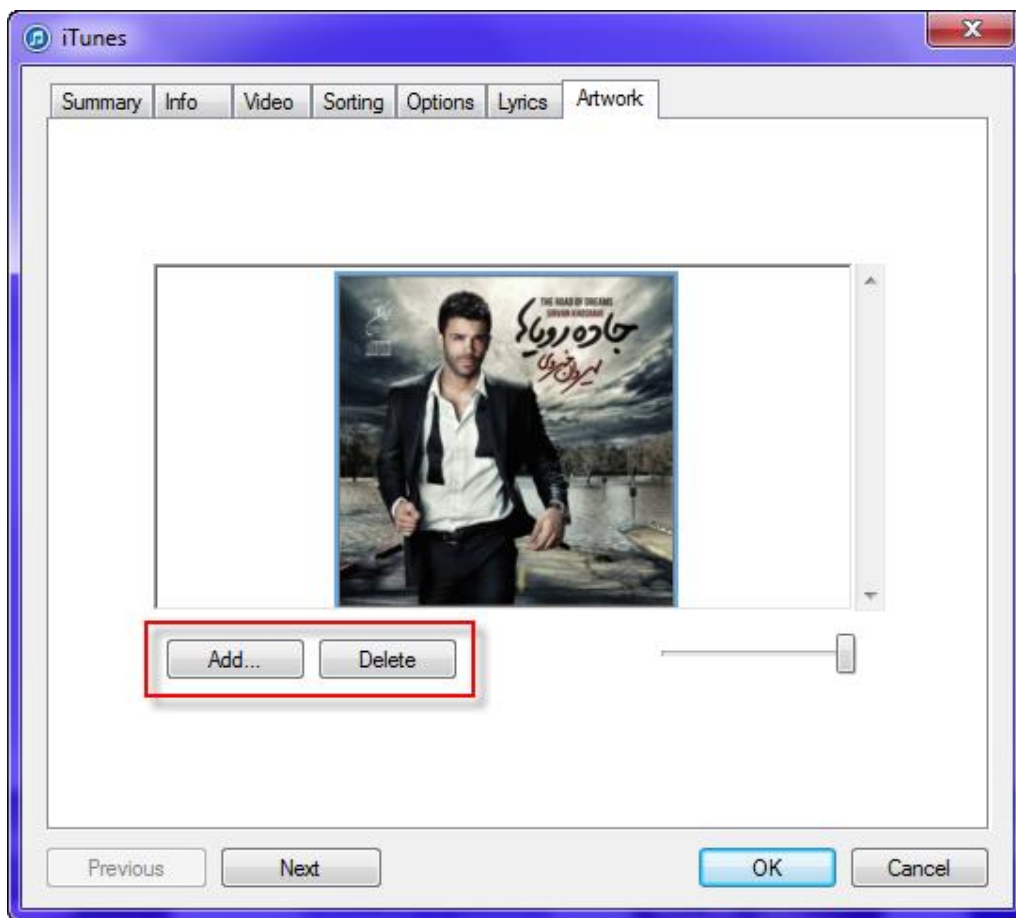 iTunes
Summary Info Video Sorting Options Lyrics Artwork
THE ROAD OF DREAMS
SIRVAN KHOSRAVI
جاده رویاها
سیروان خسروی
Add... Delete
Previous Next OK Cancel